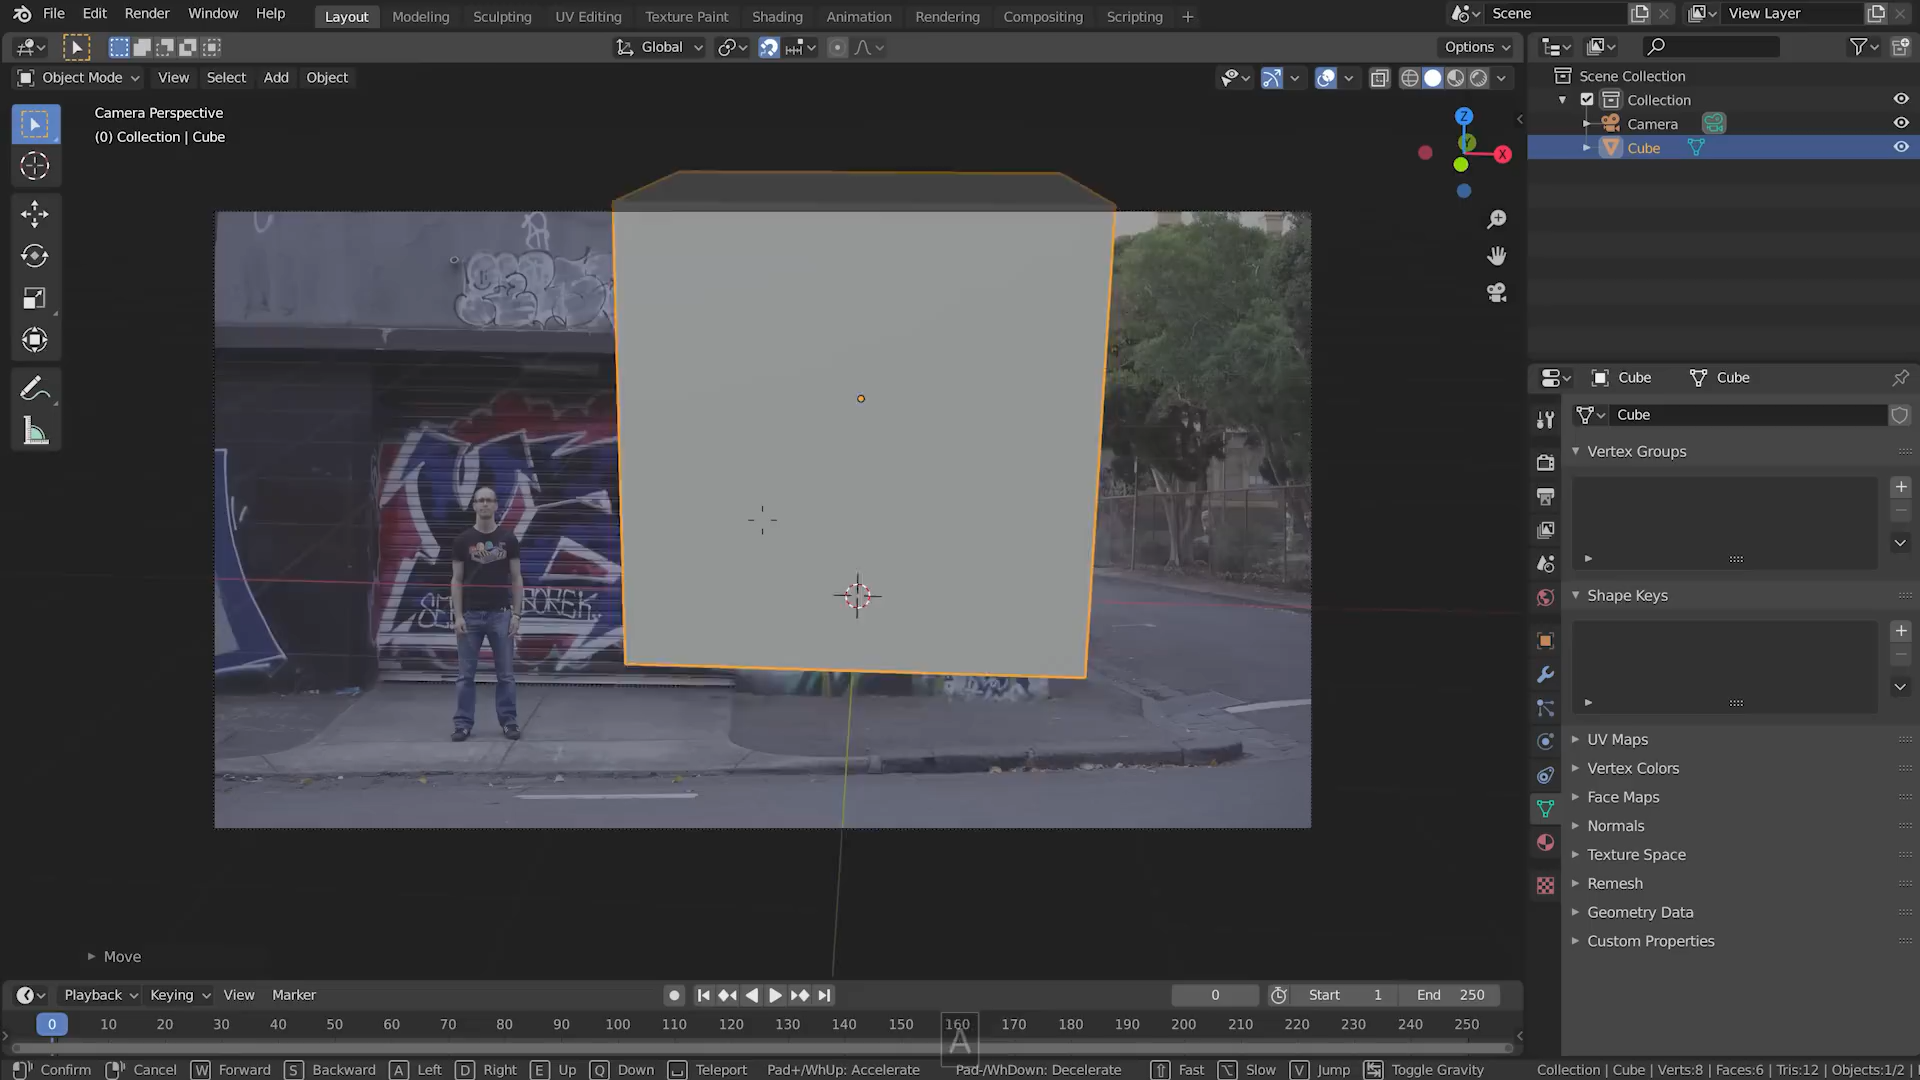 File Edit Render Window Help Layout Modeling Sculpting UV Editing Texture Paint Shading Animation Rendering Compositing Scripting + Scene View Layer
Global Options
Object Mode View Select Add Object
Camera Perspective
(0) Collection | Cube
Z
Y
X
Scene Collection
Collection
Camera
Cube
Cube Cube
Cube
Vertex Groups
Shape Keys
UV Maps
Vertex Colors
Face Maps
Normals
Texture Space
Remesh
Geometry Data
Custom Properties
Move
Playback Keying View Marker 0 Start 1 End 250
0 10 20 30 40 50 60 70 80 90 100 110 120 130 140 150 160 170 180 190 200 210 220 230 240 250
A
Confirm Cancel W Forward S Backward A Left D Right E Up Q Down Teleport Pad+/WhUp: Accelerate Pad-/WhDown: Decelerate Fast Slow V Jump Toggle Gravity Collection | Cube | Verts:8 | Faces:6 | Tris:12 | Objects:1/2 |